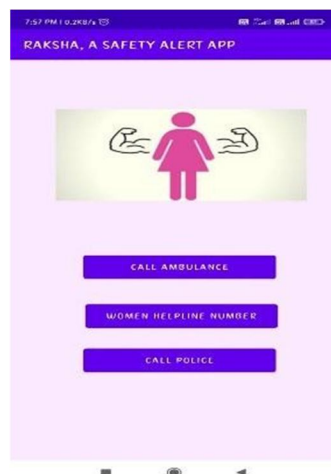 7:57 PM | 0.2KB/s
RAKSHA, A SAFETY ALERT APP
CALL AMBULANCE
WOMEN HELPLINE NUMBER
CALL POLICE